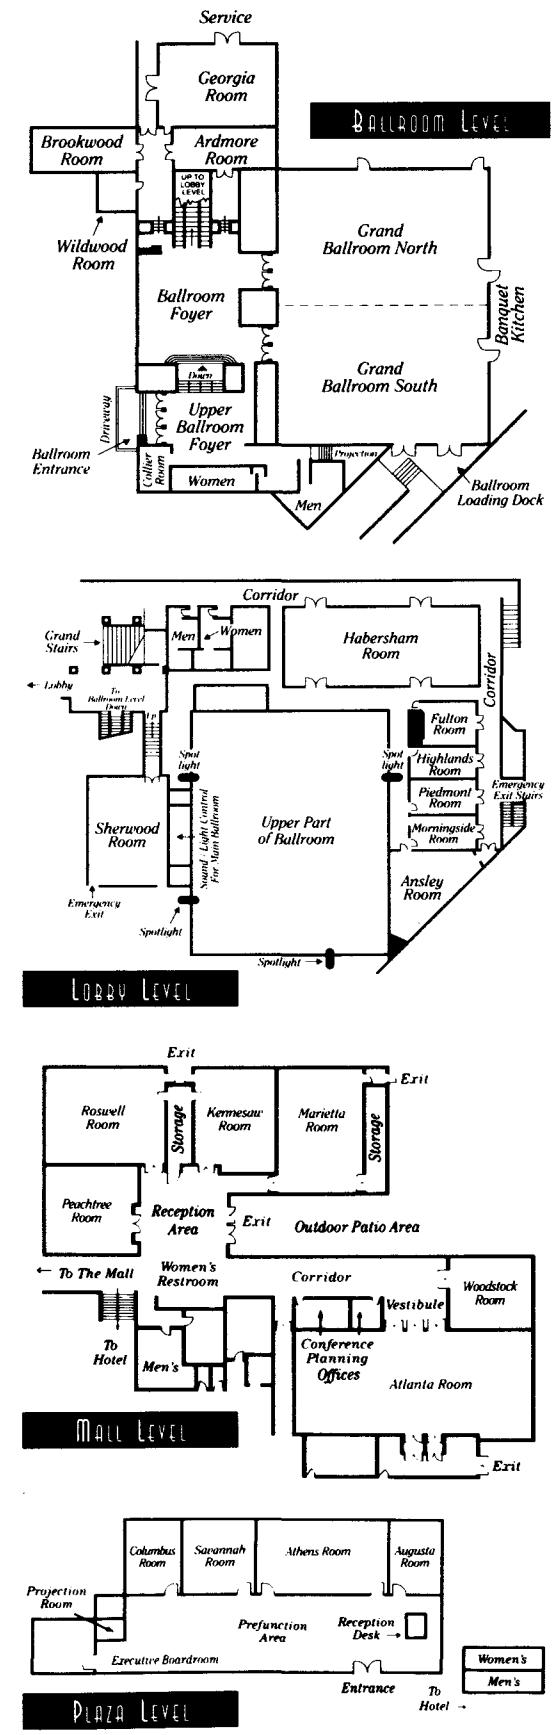 Service
Georgia
Room
BALLROOM LEVEL
Brookwood
Room
Ardmore
Room
UP TO
LOBBY
LEVEL
Wildwood
Room
Grand
Ballroom North
Ballroom
Foyer
Banquet
Kitchen
Down
Grand
Ballroom South
Driveway
Upper
Ballroom
Foyer
Ballroom
Entrance
Collier
Room
Women
Projection
Men
Ballroom
Loading Dock
Corridor
Grand
Stairs
Men
Women
Habersham
Room
Corridor
Lobby
To
Ballroom Level
Down
Up
Fulton
Room
Spot
light
Spot
light
Highlands
Room
Emergency
Exit Stairs
Piedmont
Room
Sherwood
Room
Sound / Light Control
For Main Ballroom
Upper Part
of Ballroom
Morningside
Room
Ansley
Room
Emergency
Exit
Spotlight
Spotlight
LOBBY LEVEL
Exit
Exit
Roswell
Room
Storage
Kennesaw
Room
Marietta
Room
Storage
Peachtree
Room
Reception
Area
Exit
Outdoor Patio Area
To The Mall
Women's
Restroom
Corridor
Woodstock
Room
Vestibule
To
Hotel
Men's
Conference
Planning
Offices
Atlanta Room
MALL LEVEL
Exit
Columbus
Room
Savannah
Room
Athens Room
Augusta
Room
Projection
Room
Prefunction
Area
Reception
Desk
Executive Boardroom
Women's
Men's
Entrance
To
Hotel
PLAZA LEVEL